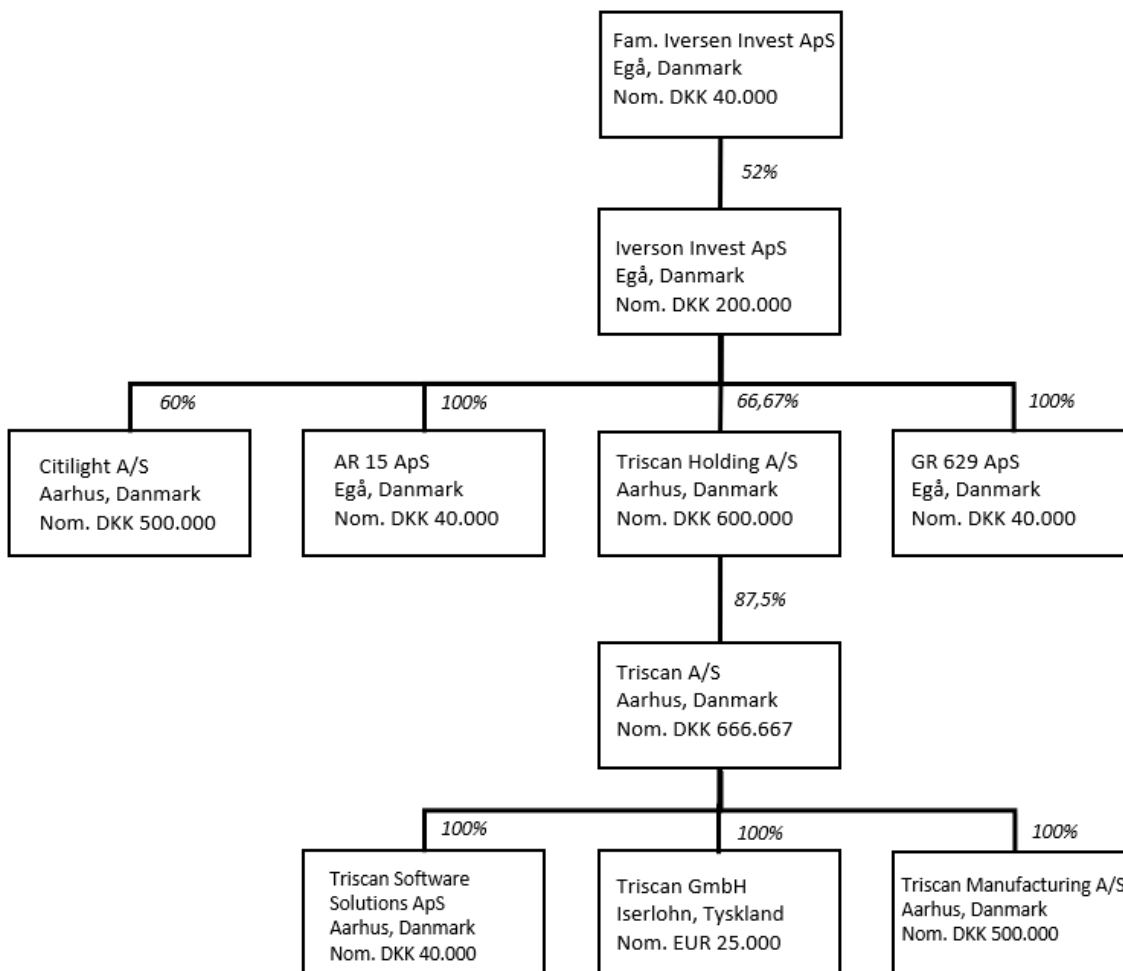 Fam. Iversen Invest ApS
Egå, Danmark
Nom. DKK 40.000
52%
Iverson Invest ApS
Egå, Danmark
Nom. DKK 200.000
60%
100%
66,67%
100%
Citilight A/S
Aarhus, Danmark
Nom. DKK 500.000
AR 15 ApS
Egå, Danmark
Nom. DKK 40.000
Triscan Holding A/S
Aarhus, Danmark
Nom. DKK 600.000
GR 629 ApS
Egå, Danmark
Nom. DKK 40.000
87,5%
Triscan A/S
Aarhus, Danmark
Nom. DKK 666.667
100%
100%
100%
Triscan Software
Solutions ApS
Aarhus, Danmark
Nom. DKK 40.000
Triscan GmbH
Iserlohn, Tyskland
Nom. EUR 25.000
Triscan Manufacturing A/S
Aarhus, Danmark
Nom. DKK 500.000